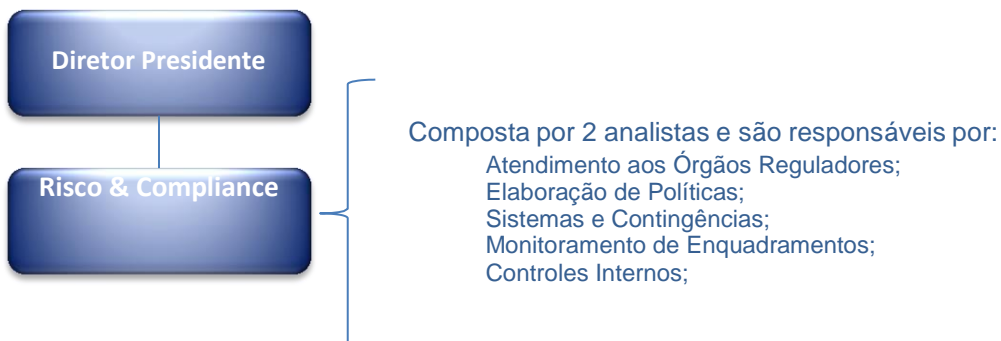 Diretor Presidente
Risco & Compliance
Composta por 2 analistas e são responsáveis por:
Atendimento aos Órgãos Reguladores;
Elaboração de Políticas;
Sistemas e Contingências;
Monitoramento de Enquadramentos;
Controles Internos;